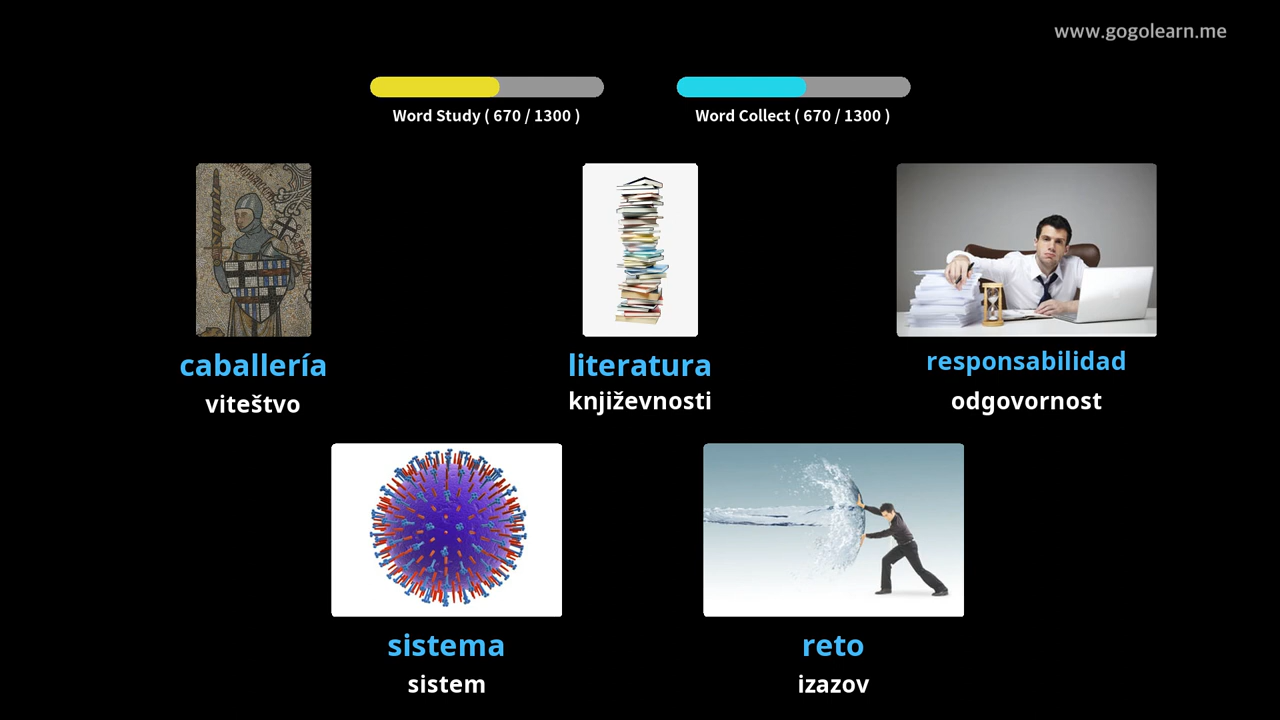 www.gogolearn.me
Word Study ( 670 / 1300 )
Word Collect ( 670 / 1300 )
caballería
literatura
responsabilidad
viteštvo
književnosti
odgovornost
sistema
reto
sistem
izazov